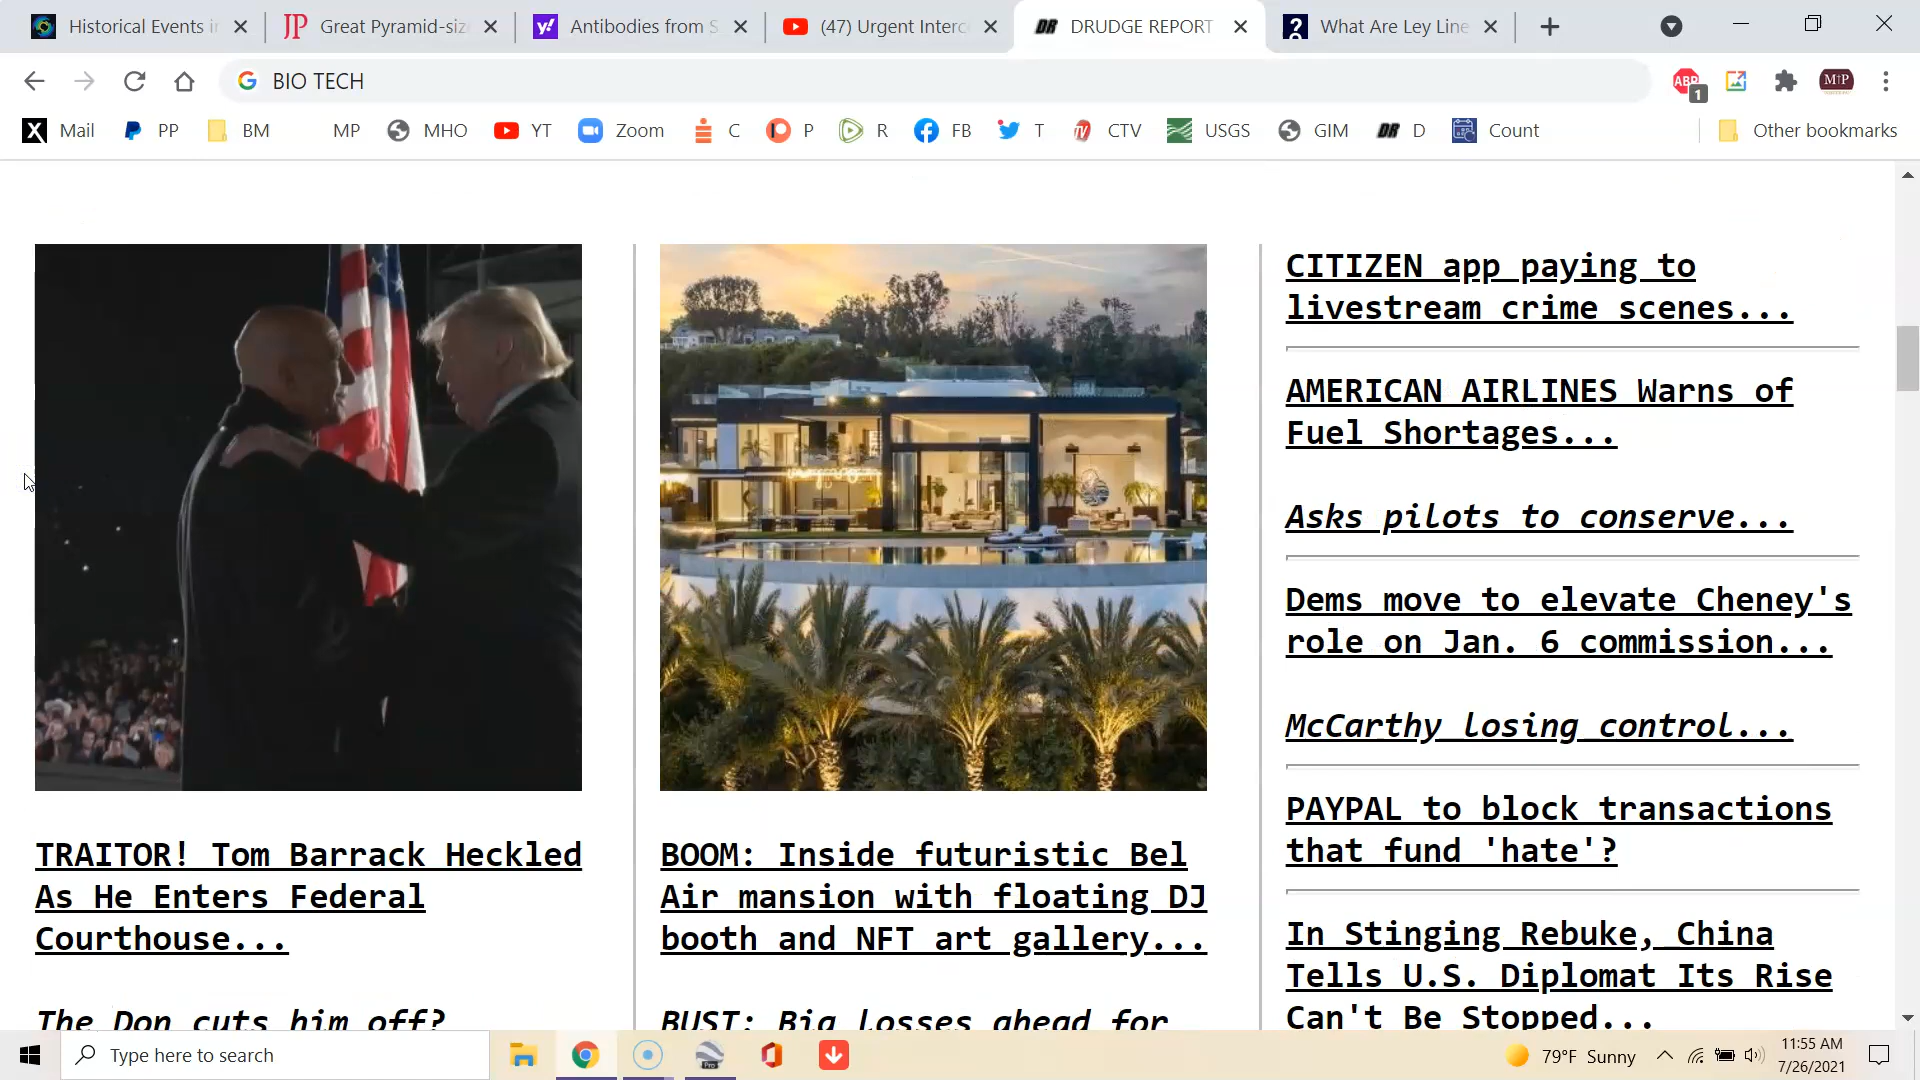 Historical Events i
Great Pyramid-siz
Antibodies from S
(47) Urgent Interc
DR
DRUDGE REPORT
What Are Ley Line
BIO TECH
ABP
1
M↑P
Mail
PP
BM
MP
MHO
YT
Zoom
C
P
R
FB
T
CTV
USGS
GIM
DR
D
Count
Other bookmarks
TRAITOR! Tom Barrack Heckled
As He Enters Federal
Courthouse...
The Don cuts him off?
BOOM: Inside futuristic Bel
Air mansion with floating DJ
booth and NFT art gallery...
BUST: Big losses ahead for
CITIZEN app paying to
livestream crime scenes...
AMERICAN AIRLINES Warns of
Fuel Shortages...
Asks pilots to conserve...
Dems move to elevate Cheney's
role on Jan. 6 commission...
McCarthy losing control...
PAYPAL to block transactions
that fund 'hate'?
In Stinging Rebuke, China
Tells U.S. Diplomat Its Rise
Can't Be Stopped...
Type here to search
79°F Sunny
11:55 AM
7/26/2021